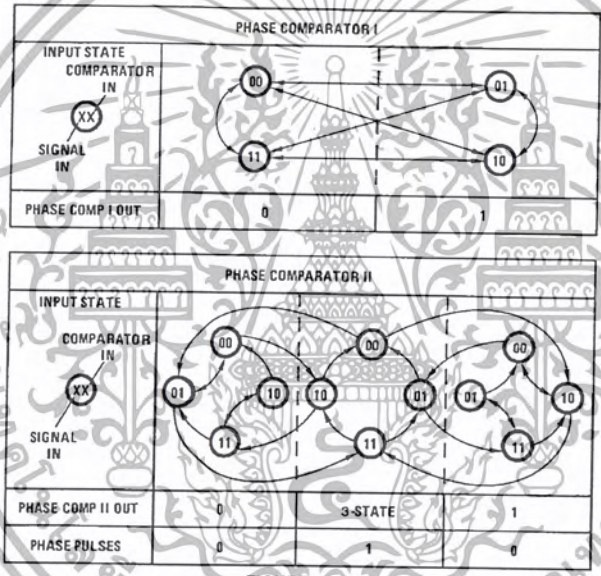 PHASE COMPARATOR I
INPUT STATE
COMPARATOR
IN
XX
SIGNAL
IN
00
01
11
10
PHASE COMP I OUT
0
1
PHASE COMPARATOR II
INPUT STATE
COMPARATOR
IN
XX
SIGNAL
IN
00
00
00
01
10
10
01
01
10
11
11
11
PHASE COMP II OUT
0
3-STATE
1
PHASE PULSES
0
1
0